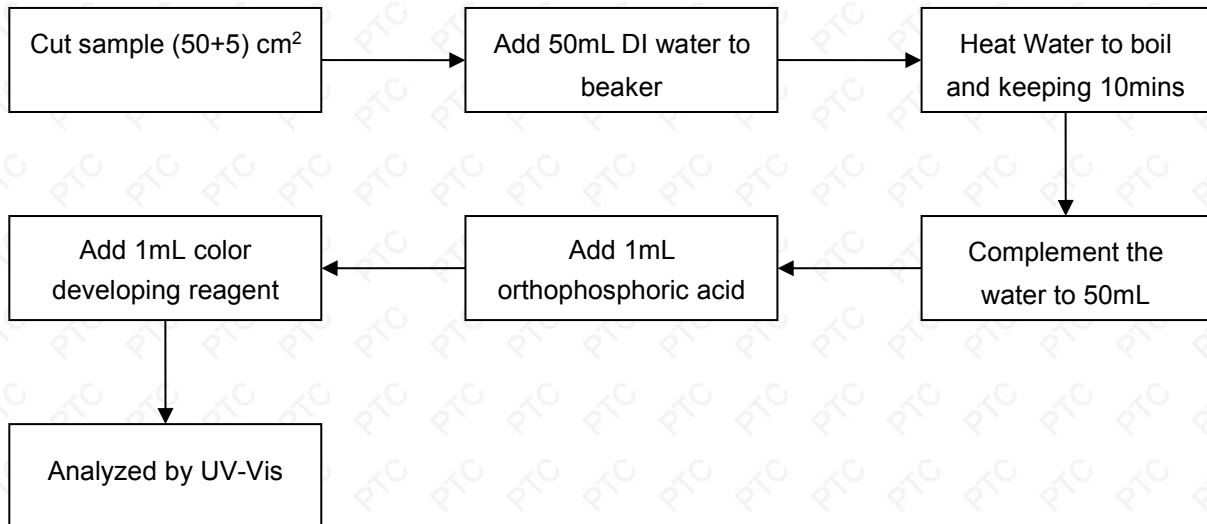 Cut sample (50+5) cm²
Add 50mL DI water to
beaker
Heat Water to boil
and keeping 10mins
Complement the
water to 50mL
Add 1mL
orthophosphoric acid
Add 1mL color
developing reagent
Analyzed by UV-Vis
PTC